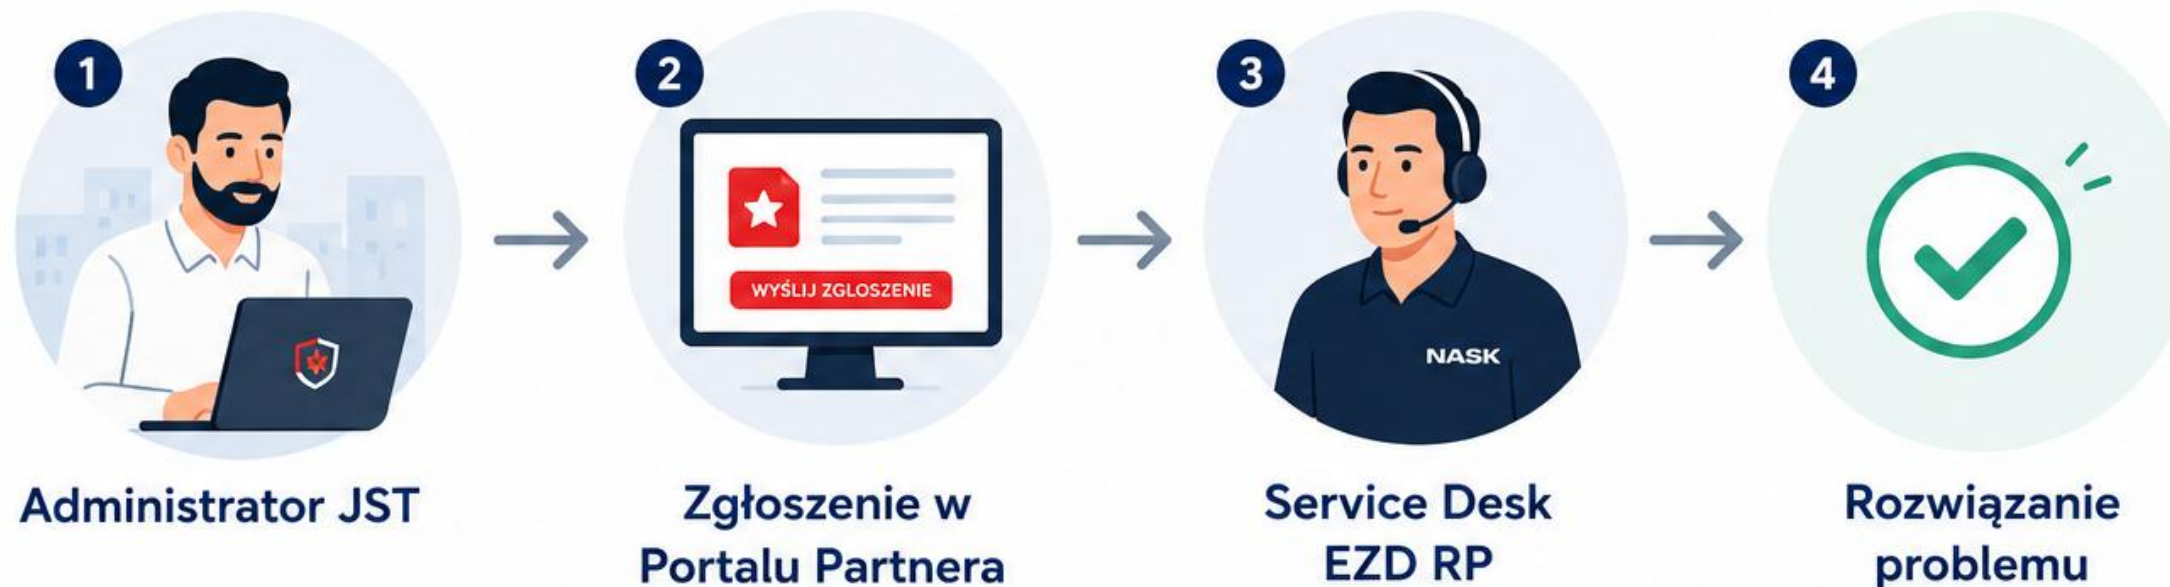 1
2
3
4
WYŚLIJ ZGLOSZENIE
NASK
Administrator JST
Zgłoszenie w
Portalu Partnera
Service Desk
EZD RP
Rozwiązanie
problemu